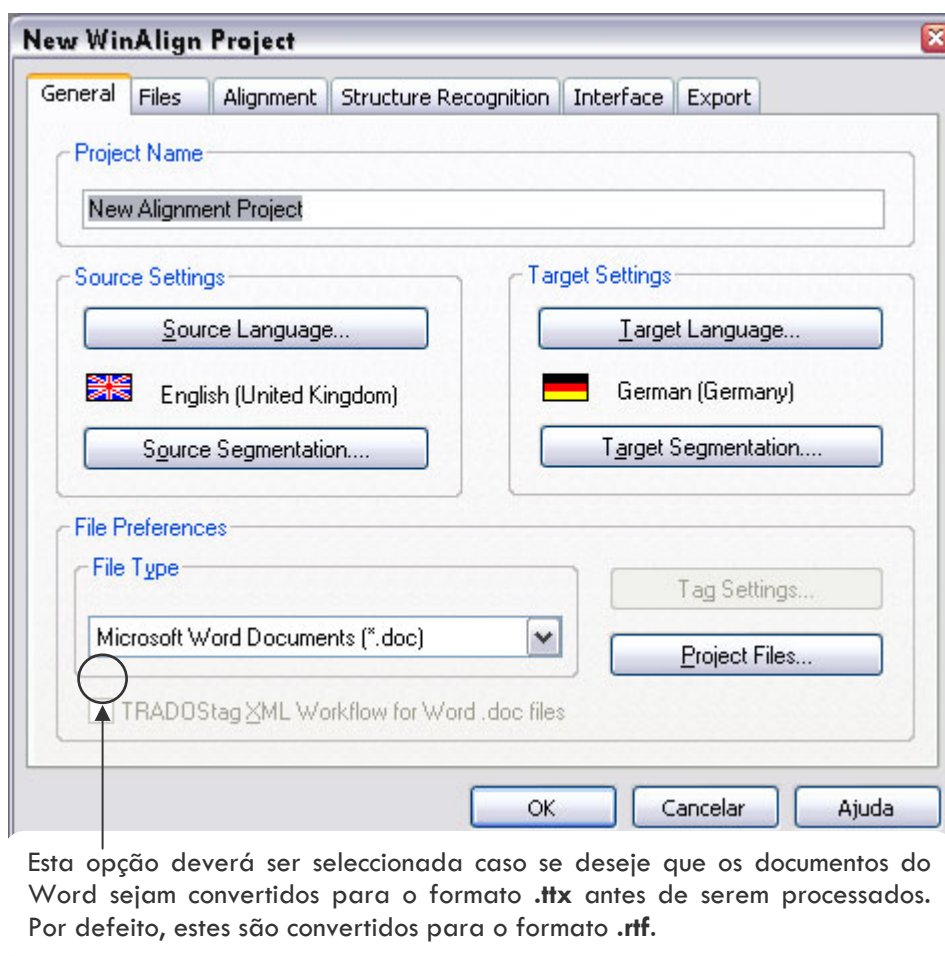 New WinAlign Project
General Files Alignment Structure Recognition Interface Export
Project Name
New Alignment Project
Source Settings Target Settings
Source Language... Target Language...
English (United Kingdom) German (Germany)
Source Segmentation.... Target Segmentation....
File Preferences
File Type
Tag Settings...
Microsoft Word Documents (*.doc)
Project Files...
TRADOStag XML Workflow for Word .doc files
OK Cancelar Ajuda
Esta opção deverá ser seleccionada caso se deseje que os documentos do
Word sejam convertidos para o formato .ttx antes de serem processados.
Por defeito, estes são convertidos para o formato .rtf.